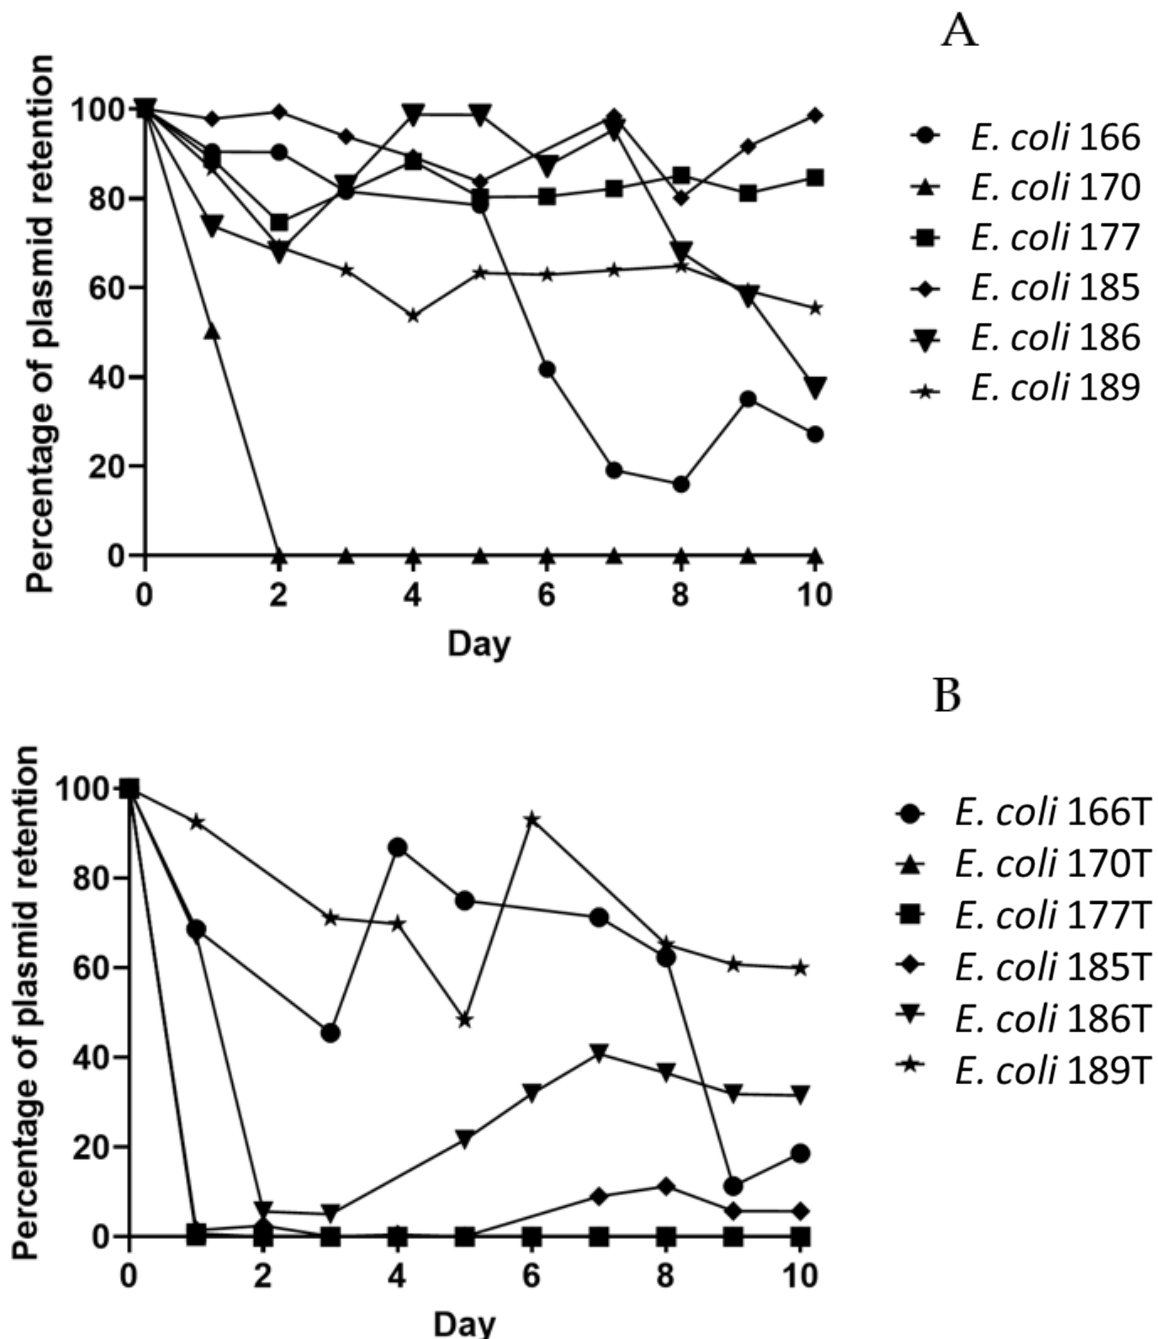 A
Percentage of plasmid retention
100
80
60
40
20
0
0 2 4 6 8 10
Day
E. coli 166
E. coli 170
E. coli 177
E. coli 185
E. coli 186
E. coli 189
B
Percentage of plasmid retention
100
80
60
40
20
0
0 2 4 6 8 10
Day
E. coli 166T
E. coli 170T
E. coli 177T
E. coli 185T
E. coli 186T
E. coli 189T